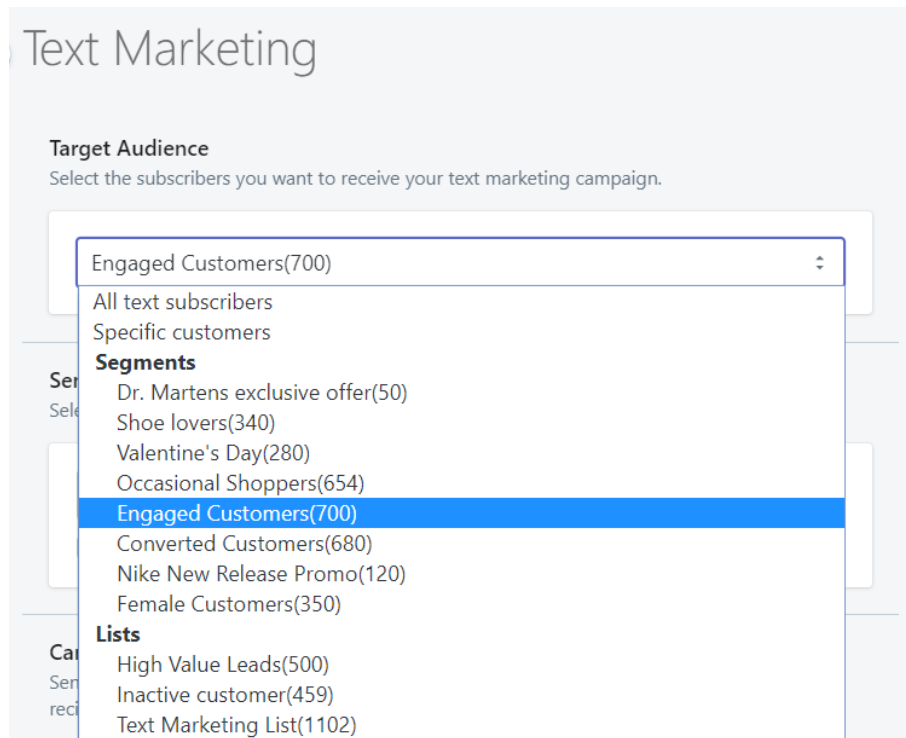 Text Marketing
Target Audience
Select the subscribers you want to receive your text marketing campaign.
Engaged Customers(700)
All text subscribers
Specific customers
Segments
Dr. Martens exclusive offer(50)
Shoe lovers(340)
Valentine's Day(280)
Occasional Shoppers(654)
Engaged Customers(700)
Converted Customers(680)
Nike New Release Promo(120)
Female Customers(350)
Lists
High Value Leads(500)
Inactive customer(459)
Text Marketing List(1102)